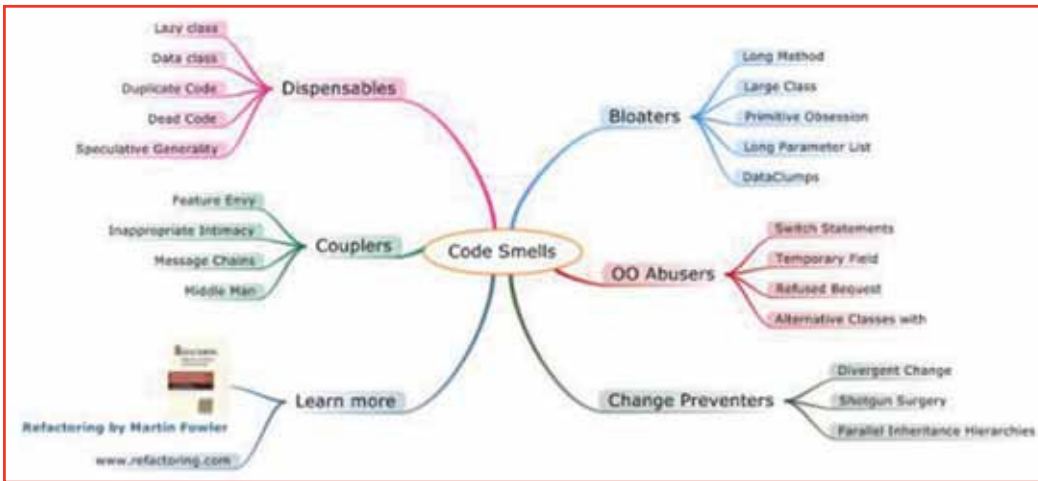 Code Smells
Dispensables
Lazy class
Data class
Duplicate Code
Dead Code
Speculative Generality
Bloaters
Long Method
Large Class
Primitive Obsession
Long Parameter List
DataClumps
Couplers
Feature Envy
Inappropriate Intimacy
Message Chains
Middle Man
OO Abusers
Switch Statements
Temporary Field
Refused Bequest
Alternative Classes with
Learn more
Refactoring by Martin Fowler
www.refactoring.com
Change Preventers
Divergent Change
Shotgun Surgery
Parallel Inheritance Hierarchies